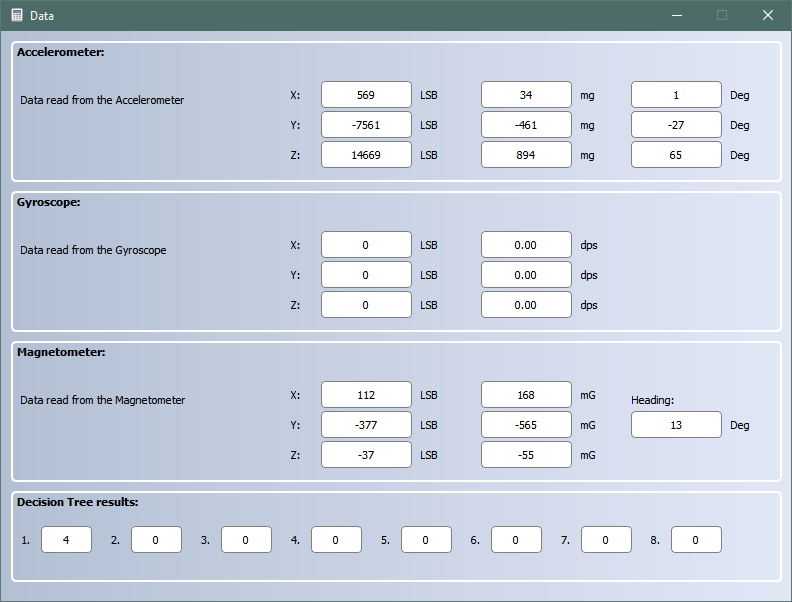 Data
Accelerometer:
Data read from the Accelerometer
X: 569 LSB 34 mg 1 Deg
Y: -7561 LSB -461 mg -27 Deg
Z: 14669 LSB 894 mg 65 Deg
Gyroscope:
Data read from the Gyroscope
X: 0 LSB 0.00 dps
Y: 0 LSB 0.00 dps
Z: 0 LSB 0.00 dps
Magnetometer:
Data read from the Magnetometer
X: 112 LSB 168 mG
Heading:
Y: -377 LSB -565 mG 13 Deg
Z: -37 LSB -55 mG
Decision Tree results:
1. 4 2. 0 3. 0 4. 0 5. 0 6. 0 7. 0 8. 0